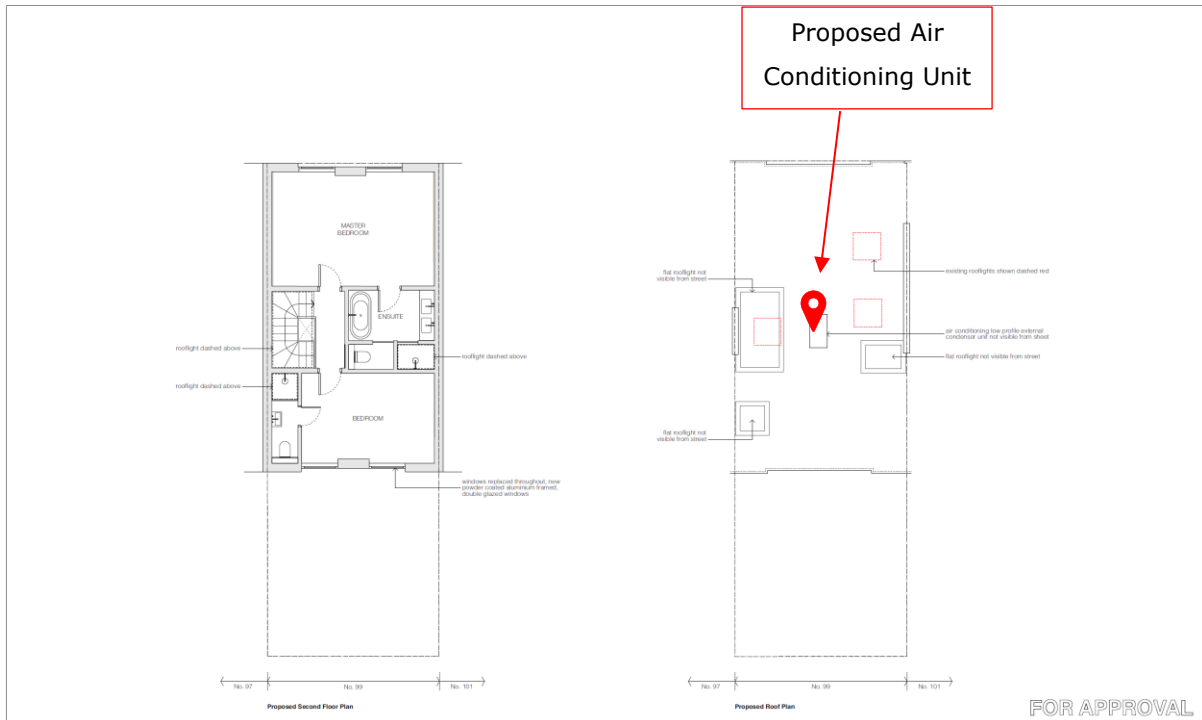 Proposed Air
Conditioning Unit
MASTER
BEDROOM
ENSUITE
rooflight dashed above
rooflight dashed above
rooflight dashed above
BEDROOM
windows replaced throughout, new
powder coated aluminium framed,
double glazed windows
No. 97
No. 99
No. 101
Proposed Second Floor Plan
flat rooflight not
visible from street
existing rooflights shown dashed red
air conditioning low profile external
condenser unit not visible from street
flat rooflight not visible from street
flat rooflight not
visible from street
No. 97
No. 99
No. 101
Proposed Roof Plan
FOR APPROVAL